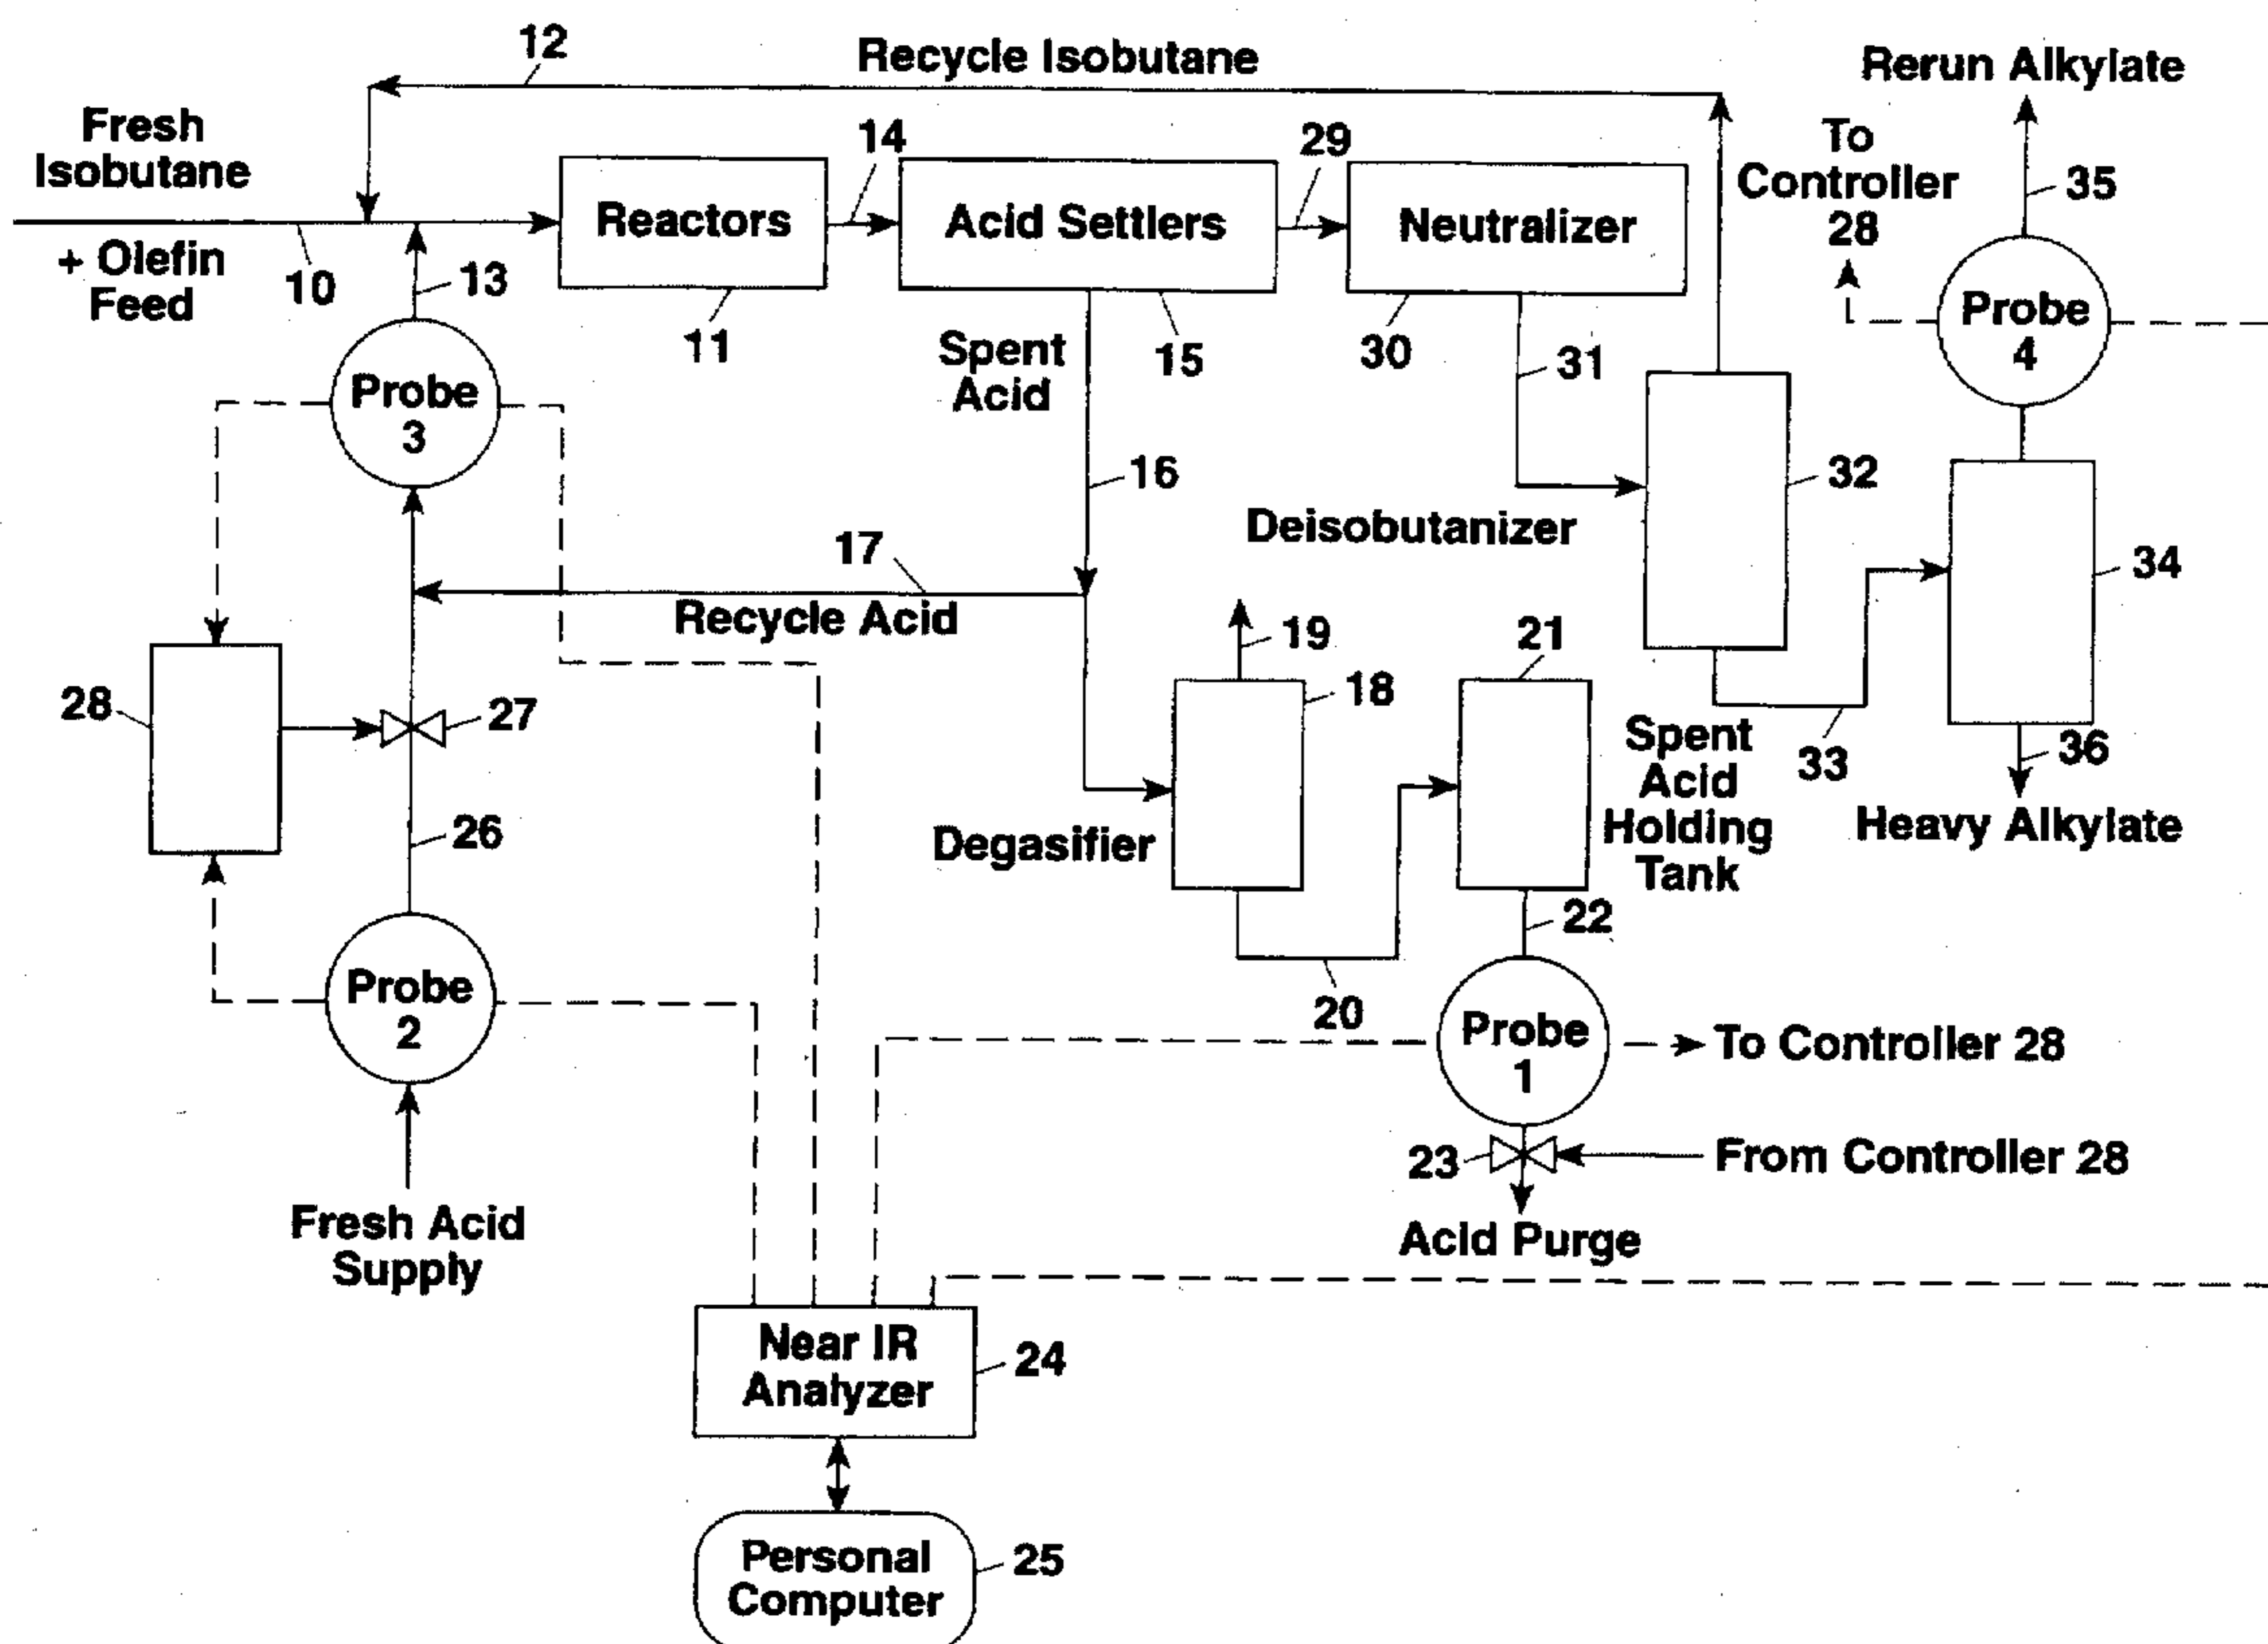 12
Recycle Isobutane
Rerun Alkylate
Fresh
Isobutane
+ Olefin
Feed
10
13
Reactors
11
14
Acid Settlers
15
29
Neutralizer
30
31
To
Controller
28
35
Probe
4
Probe
3
Spent
Acid
16
17
Recycle Acid
Deisobutanizer
32
34
33
36
Heavy Alkylate
28
27
26
19
18
Degasifier
21
Spent
Acid
Holding
Tank
20
22
Probe
2
Probe
1
To Controller 28
23
From Controller 28
Acid Purge
Fresh Acid
Supply
Near IR
Analyzer
24
Personal
Computer
25